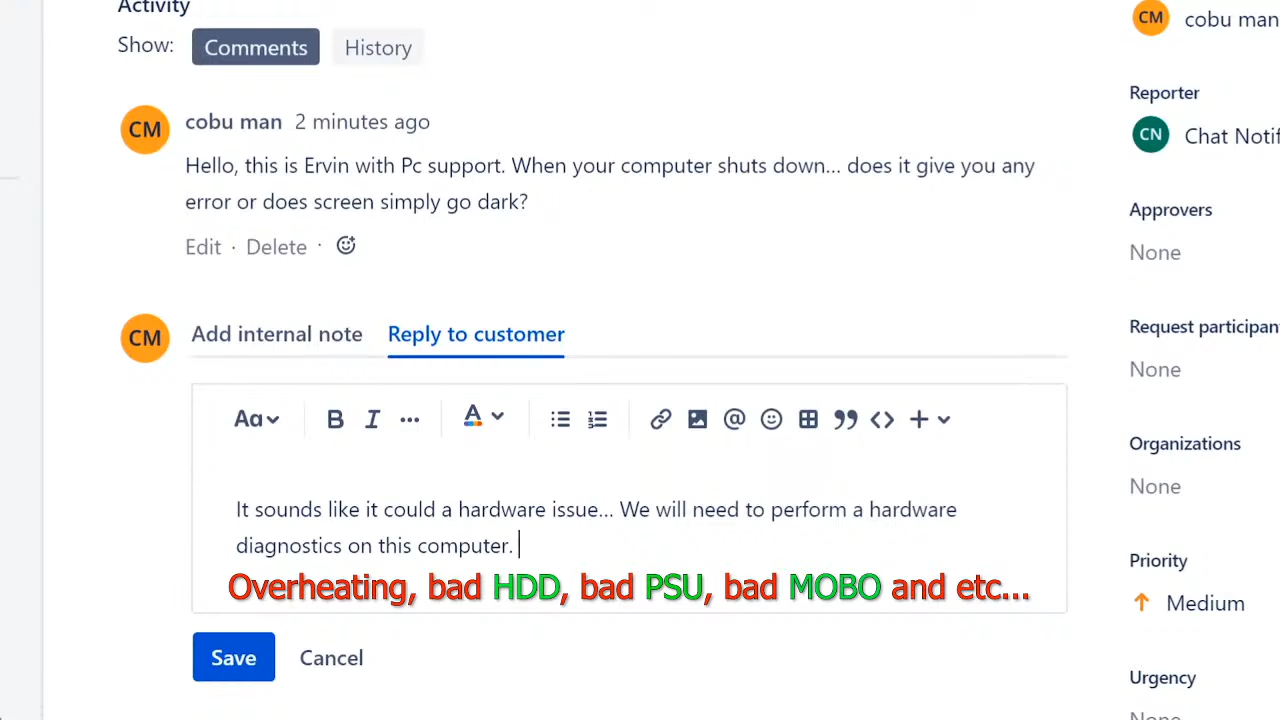 Activity
Show: Comments History
CM cobu man 2 minutes ago
Hello, this is Ervin with Pc support. When your computer shuts down... does it give you any
error or does screen simply go dark?
Edit · Delete ·
CM Add internal note Reply to customer
Aa B I ... A
It sounds like it could a hardware issue... We will need to perform a hardware
diagnostics on this computer.
Overheating, bad HDD, bad PSU, bad MOBO and etc...
Save Cancel
CM cobu man
Reporter
CN Chat Notif
Approvers
None
Request participan
None
Organizations
None
Priority
Medium
Urgency
None